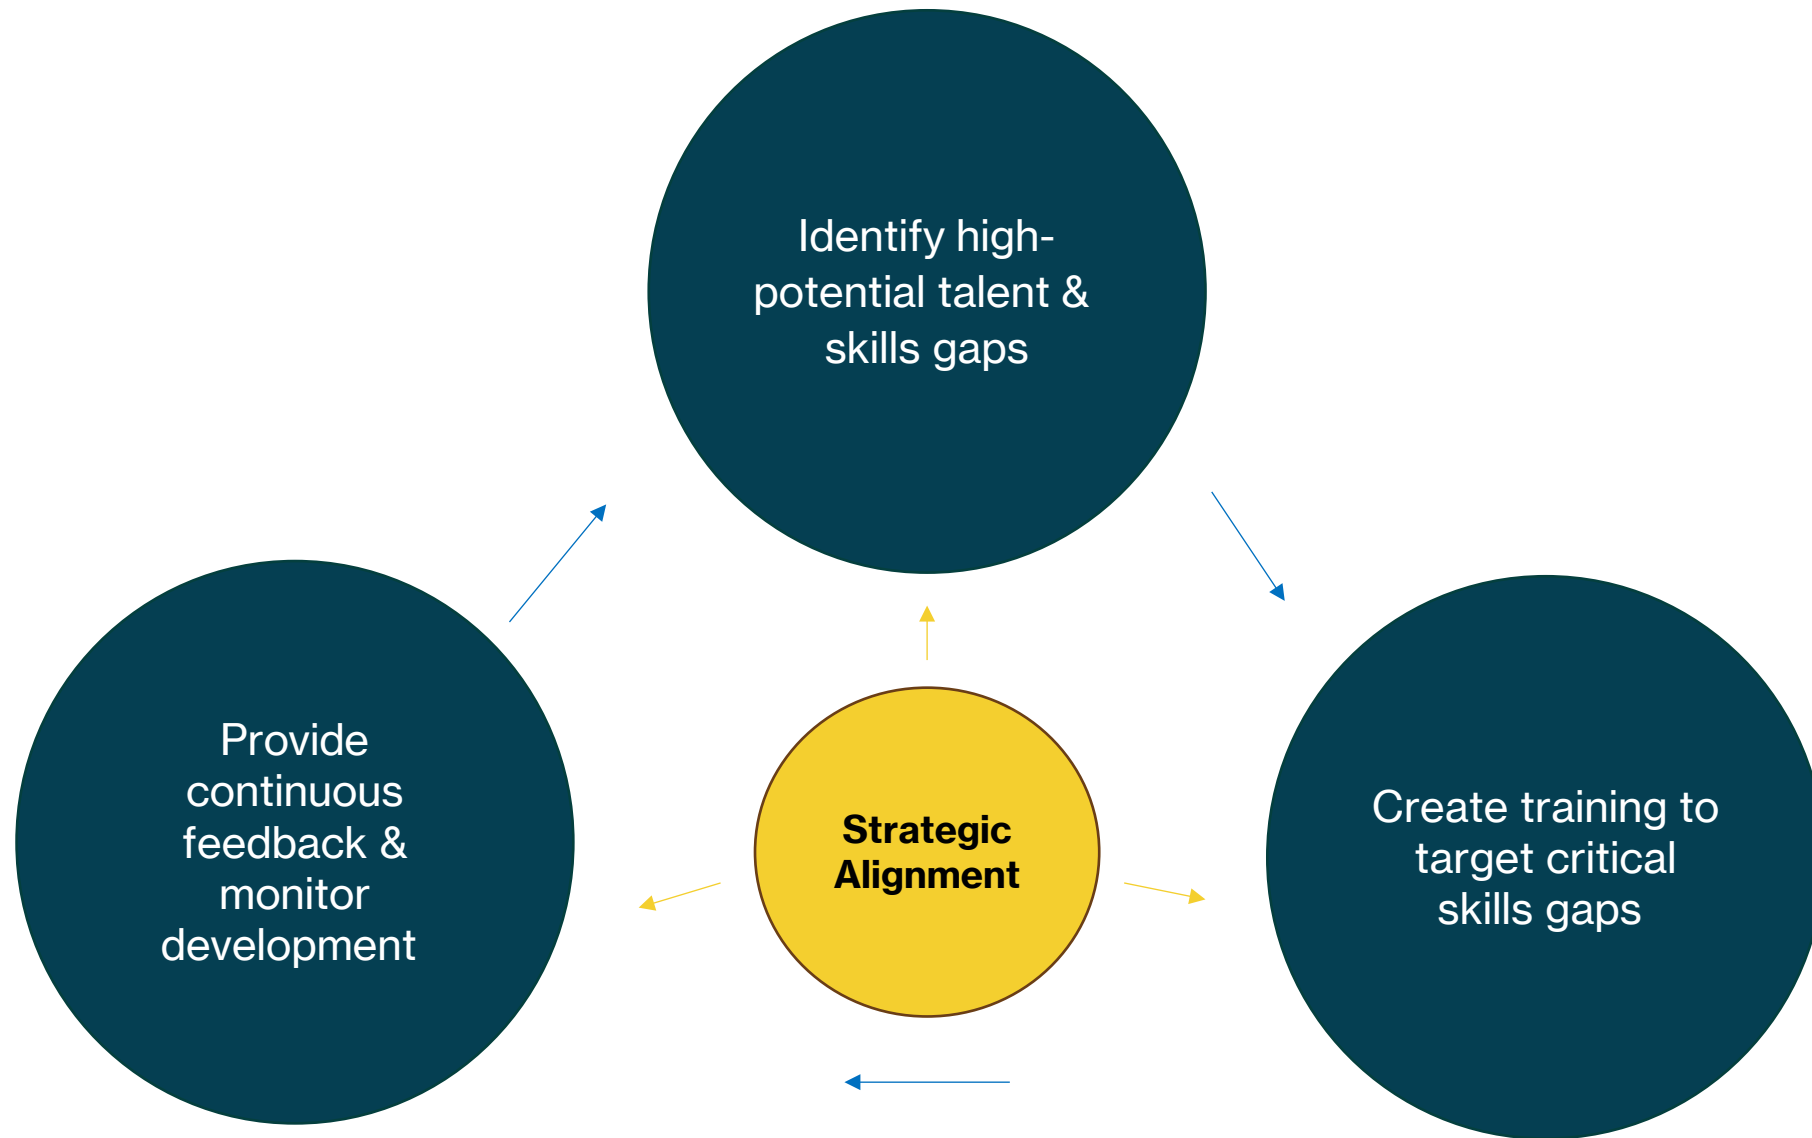 Identify high-
potential talent &
skills gaps
Provide
continuous
feedback &
monitor
development
Strategic
Alignment
Create training to
target critical
skills gaps